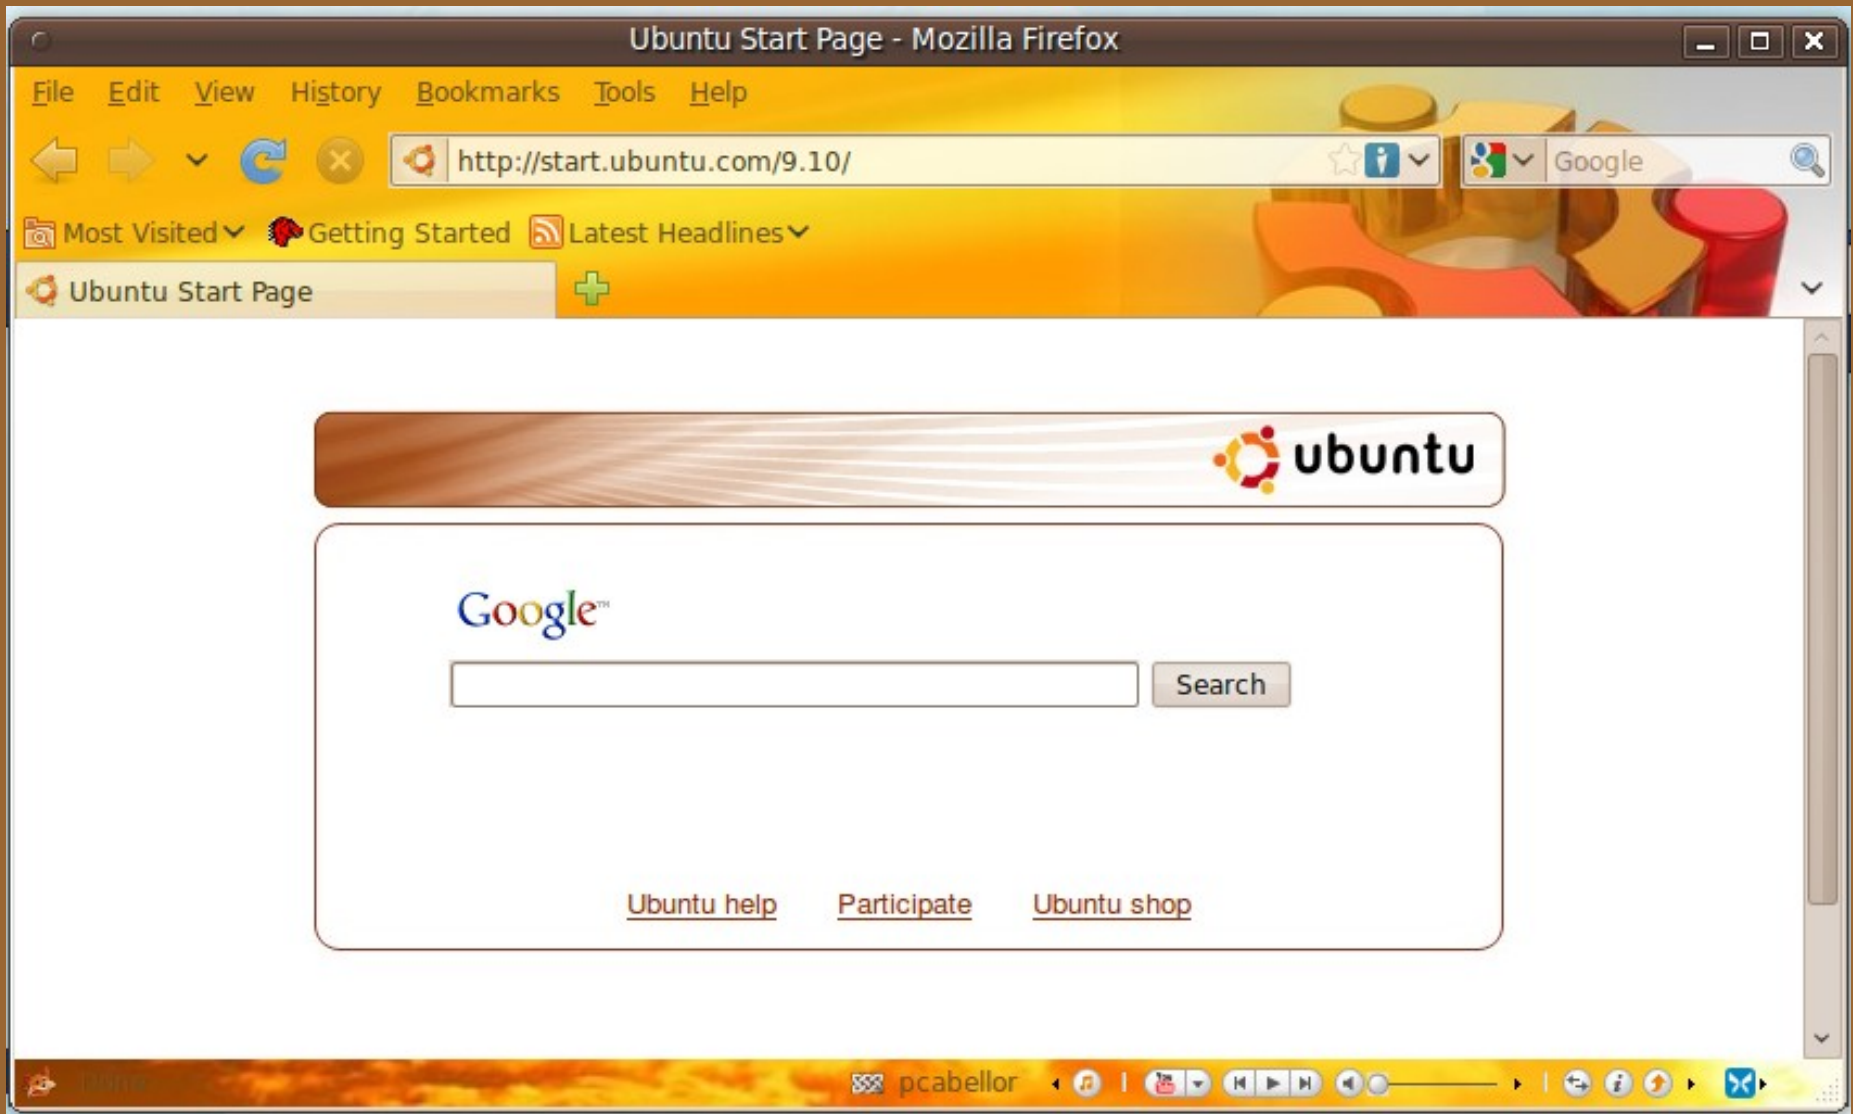 Ubuntu Start Page - Mozilla Firefox
File Edit View History Bookmarks Tools Help
http://start.ubuntu.com/9.10/ Google
Most Visited Getting Started Latest Headlines
Ubuntu Start Page
ubuntu
Google™
Search
Ubuntu help Participate Ubuntu shop
pcabellor